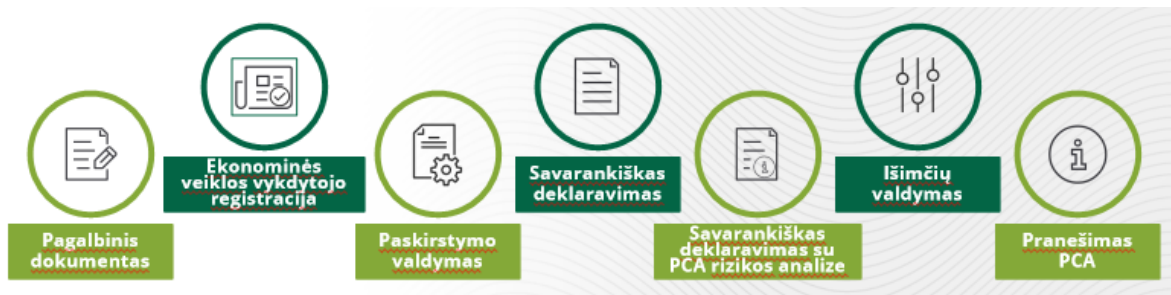 Pagalbinis
dokumentas
Ekonominės
veiklos vykdytojo
registracija
Paskirstymo
valdymas
Savarankiškas
deklaravimas
Savarankiškas
deklaravimas su
PCA rizikos analize
Išimčių
valdymas
Pranešimas
PCA